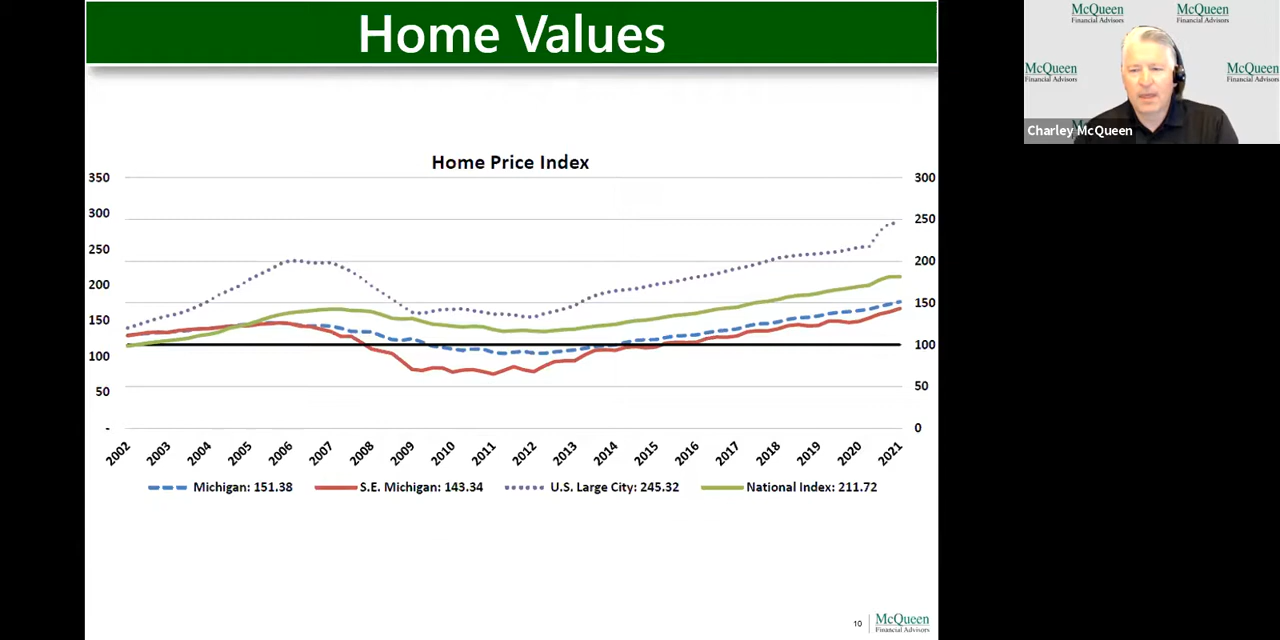 Home Values
McQueen
Financial Advisors
McQueen
Financial Advisors
McQueen
Financial Advisors
McQueen
Financial Advisors
Charley McQueen
Home Price Index
350
300
250
200
150
100
50
-
300
250
200
150
100
50
0
2002 2003 2004 2005 2006 2007 2008 2009 2010 2011 2012 2013 2014 2015 2016 2017 2018 2019 2020 2021
Michigan: 151.38 S.E. Michigan: 143.34 U.S. Large City: 245.32 National Index: 211.72
10
McQueen
Financial Advisors